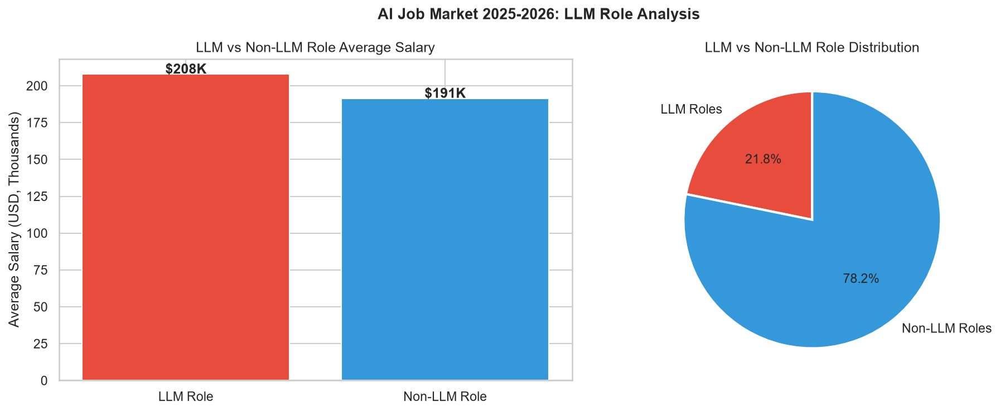 AI Job Market 2025-2026: LLM Role Analysis
LLM vs Non-LLM Role Average Salary
Average Salary (USD, Thousands)
200
175
150
125
100
75
50
25
0
$208K
$191K
LLM Role
Non-LLM Role
LLM vs Non-LLM Role Distribution
LLM Roles
21.8%
78.2%
Non-LLM Roles